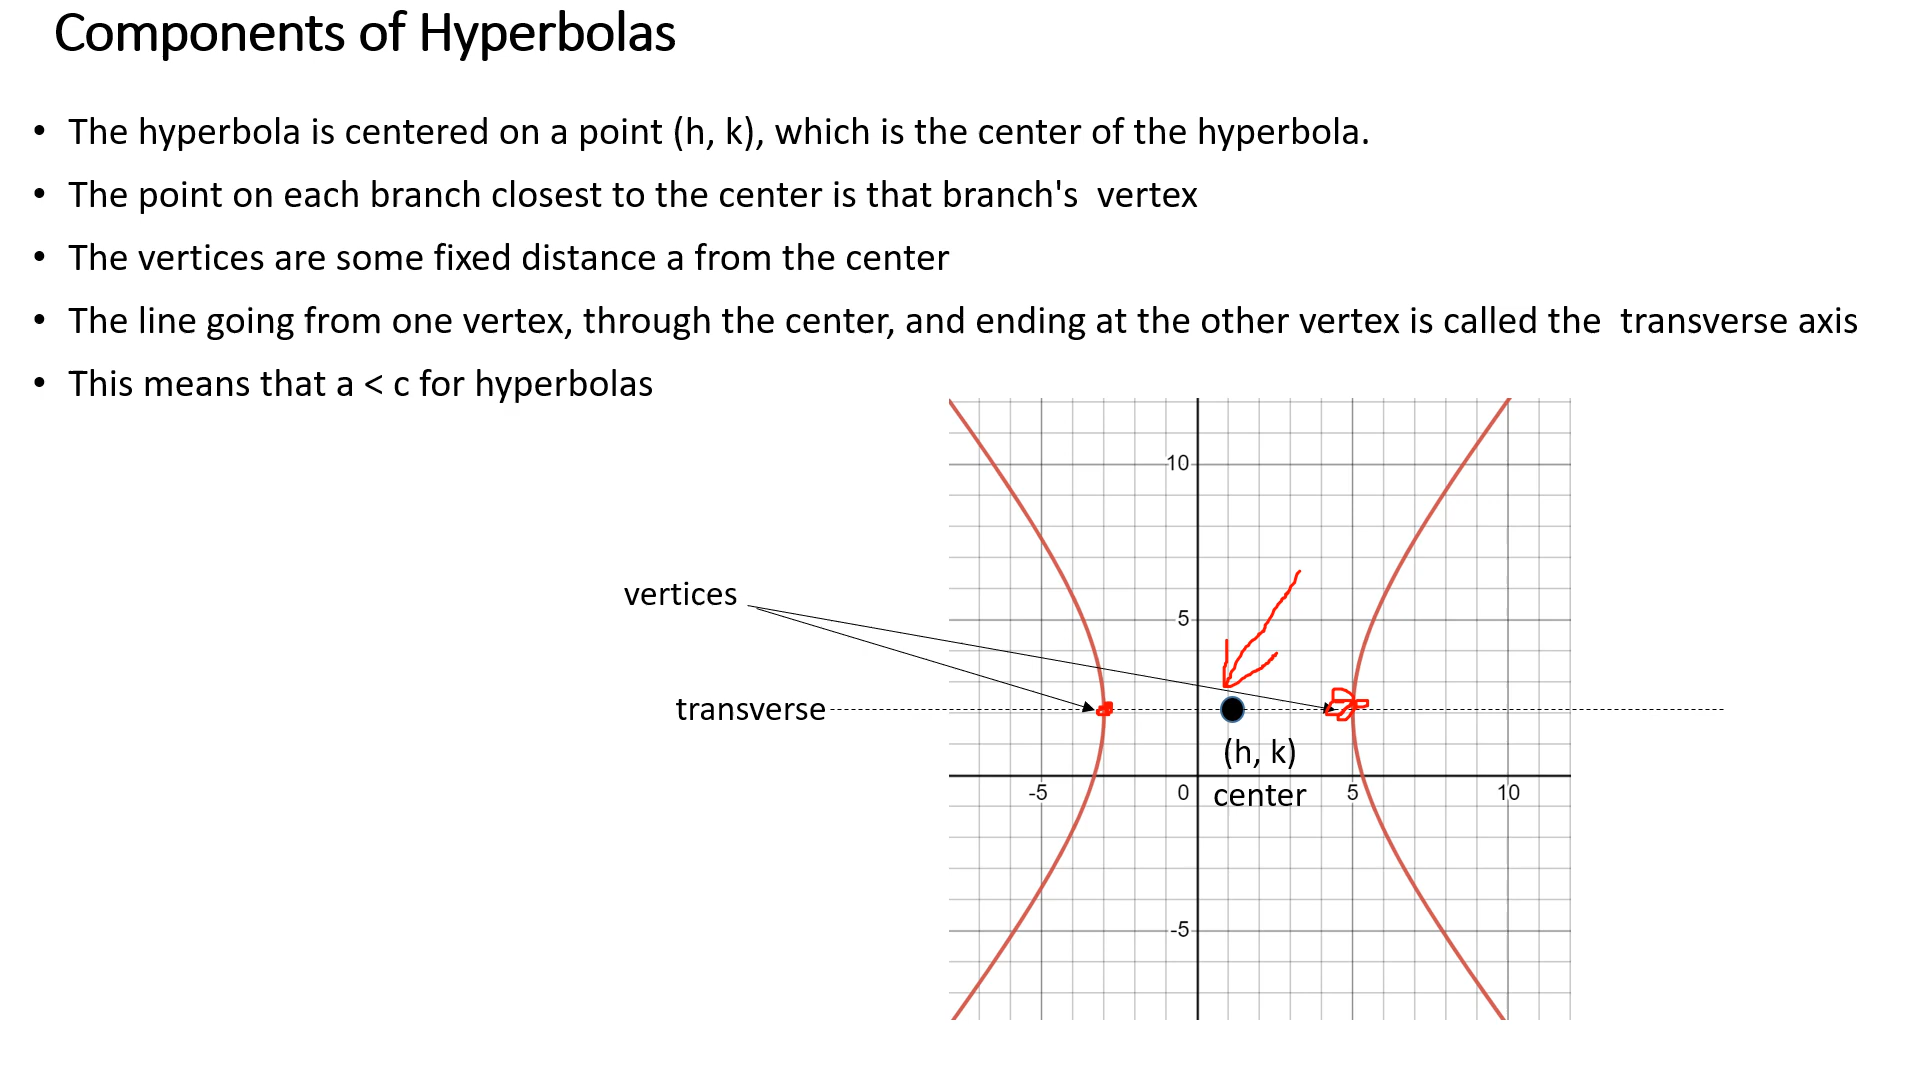 Components of Hyperbolas
• The hyperbola is centered on a point (h, k), which is the center of the hyperbola.
• The point on each branch closest to the center is that branch's  vertex
• The vertices are some fixed distance a from the center
• The line going from one vertex, through the center, and ending at the other vertex is called the  transverse axis
• This means that a < c for hyperbolas
10
vertices
5
transverse
(h, k)
-5 0 center 5 10
-5